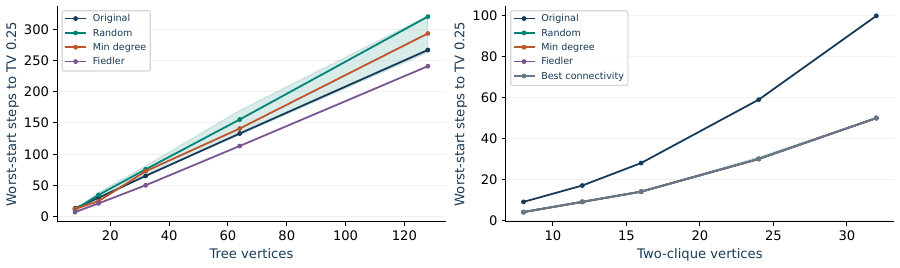 Worst-start steps to TV 0.25
300
250
200
150
100
50
0
Original
Random
Min degree
Fiedler
20
40
60
80
100
120
Tree vertices
Worst-start steps to TV 0.25
100
80
60
40
20
0
Original
Random
Min degree
Fiedler
Best connectivity
10
15
20
25
30
Two-clique vertices